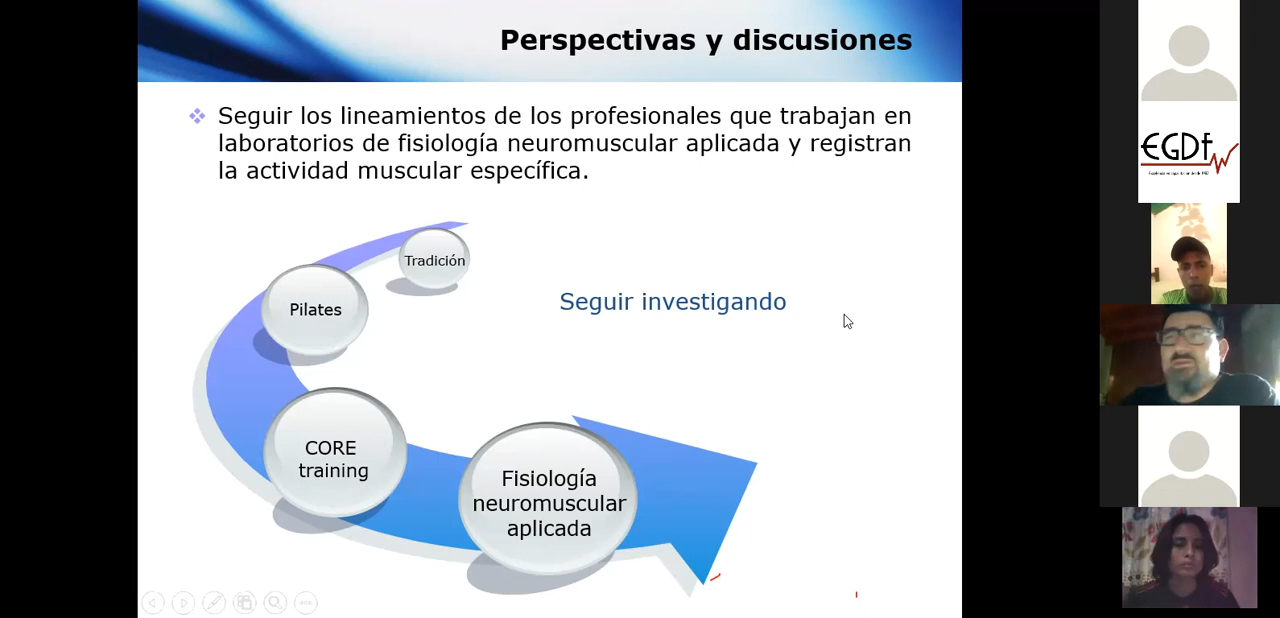 Perspectivas y discusiones
Seguir los lineamientos de los profesionales que trabajan en
laboratorios de fisiología neuromuscular aplicada y registran
la actividad muscular específica.
Tradición
Pilates
Seguir investigando
CORE
training
Fisiología
neuromuscular
aplicada
EGDf